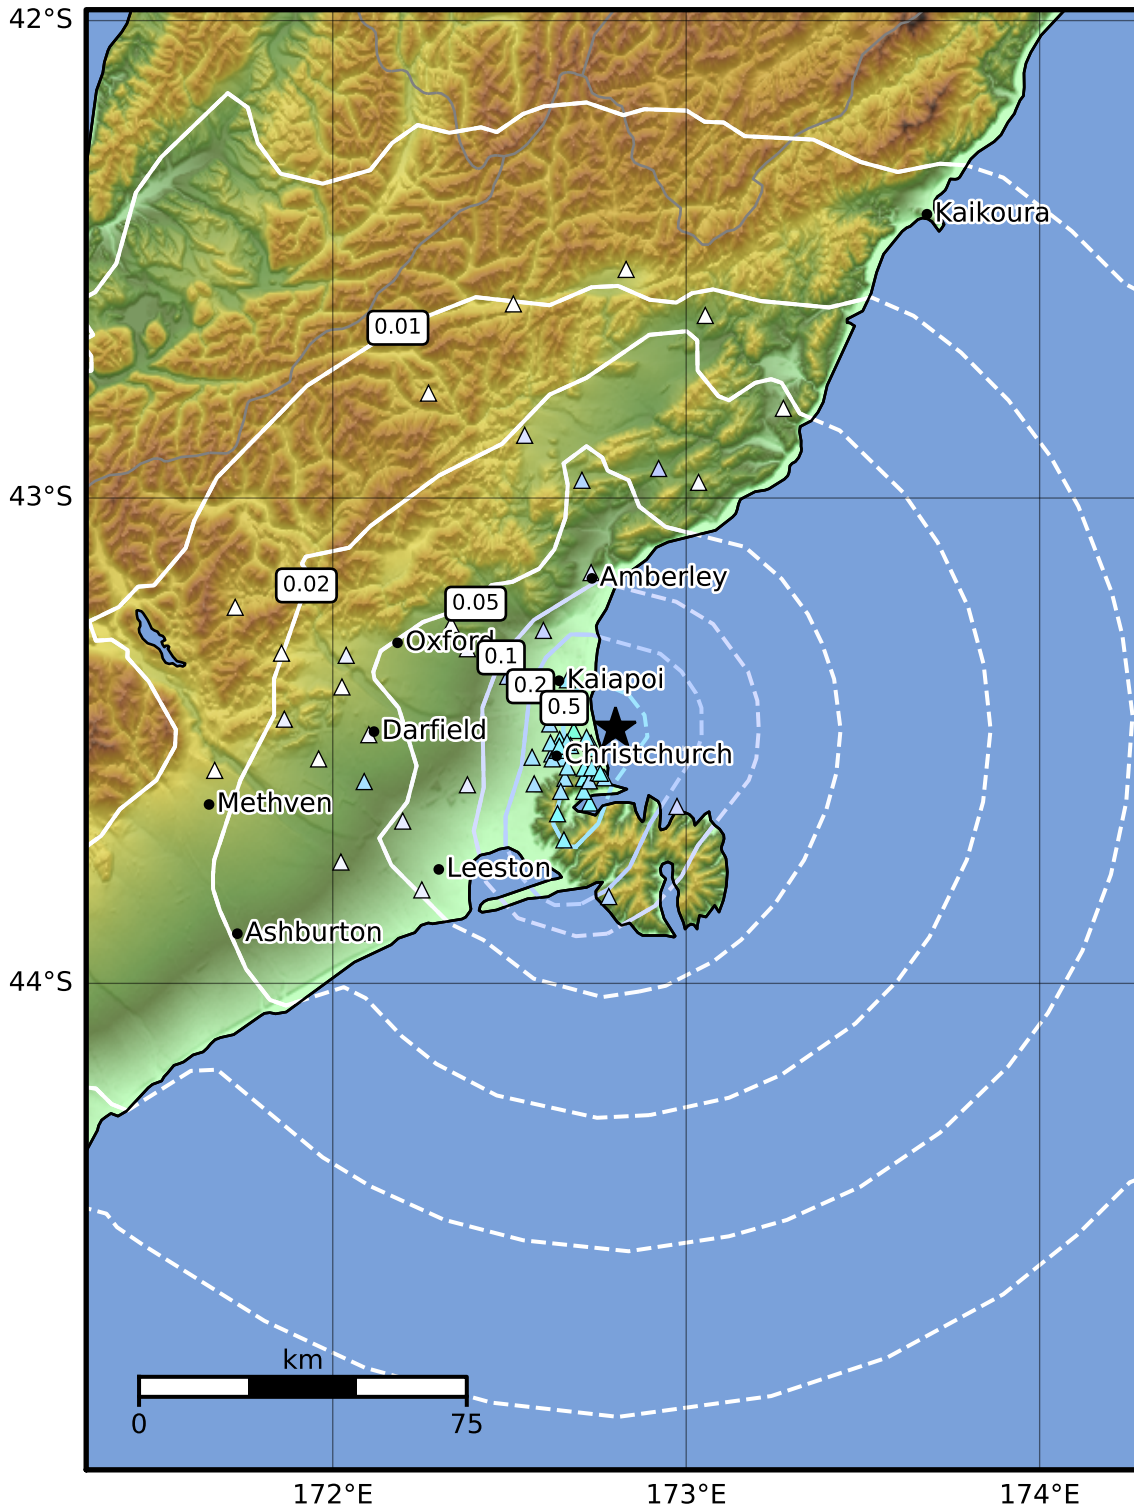 42°S
Kaikoura
0.01
43°S
Amberley
0.02
0.05
Oxford
0.1
Kaiapoi
0.2
0.5
Darfield
Christchurch
Methven
Leeston
Ashburton
44°S
km
0
75
172°E
173°E
174°E